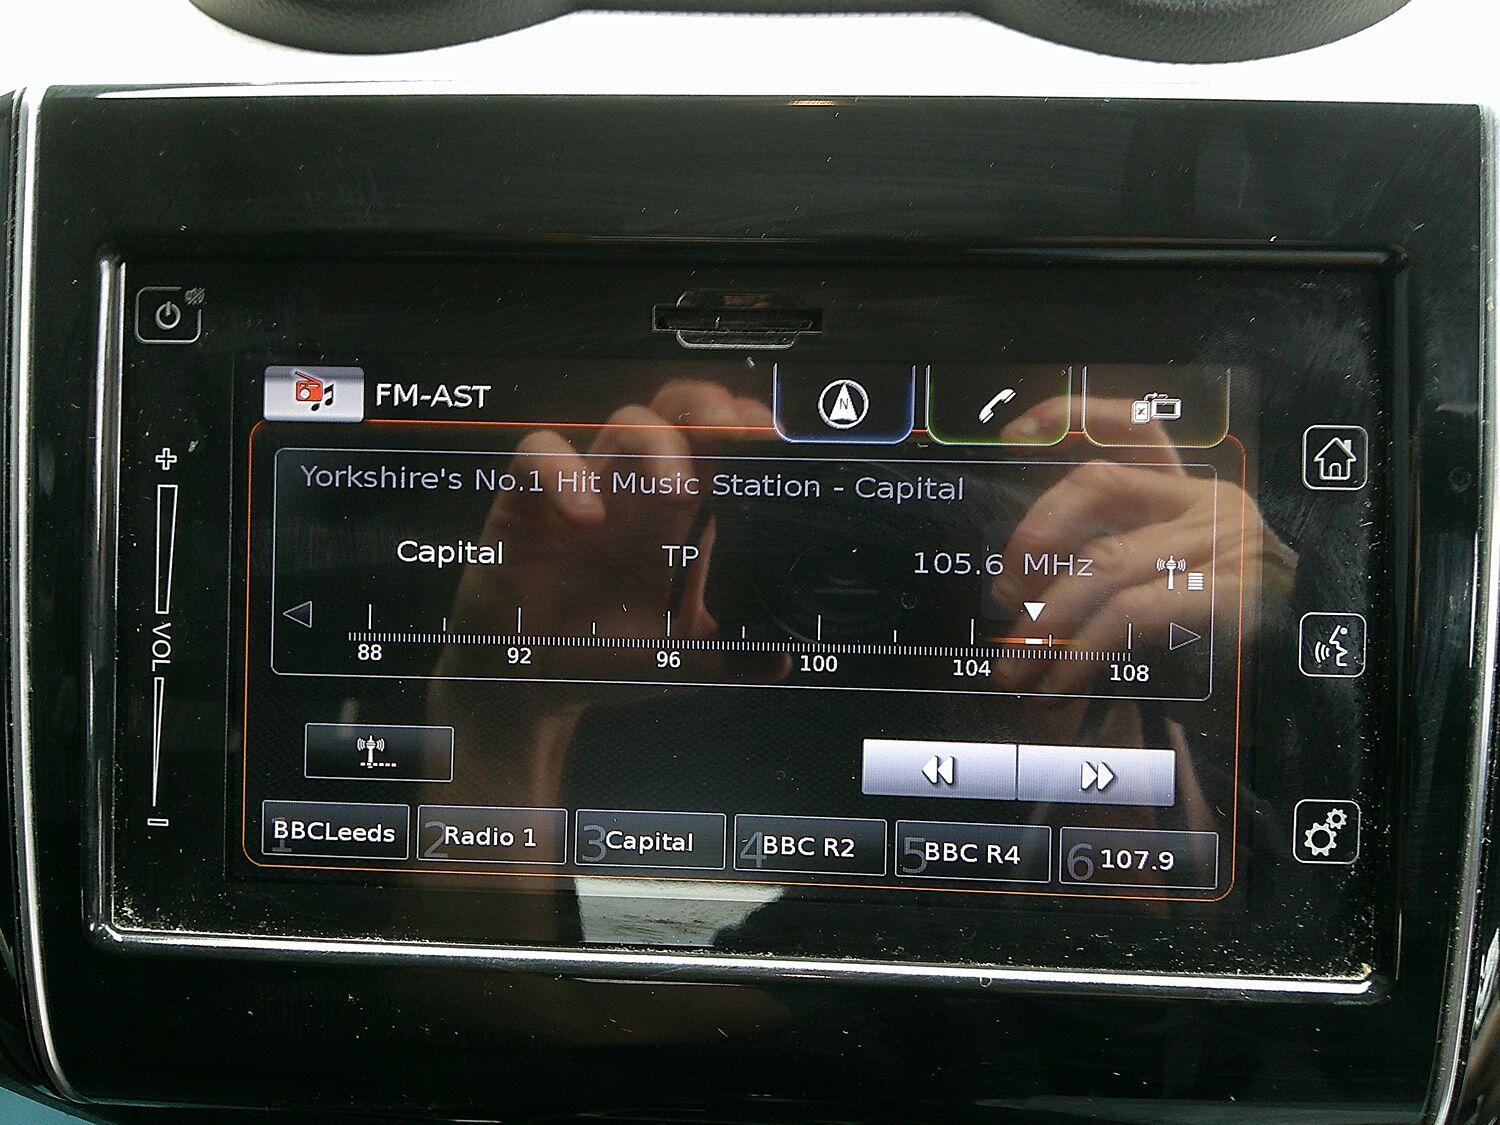 FM-AST
N
Yorkshire's No.1 Hit Music Station - Capital
Capital TP 105.6 MHz
88 92 96 100 104 108
VOL
1 BBCLeeds 2 Radio 1 3 Capital 4 BBC R2 5 BBC R4 6 107.9